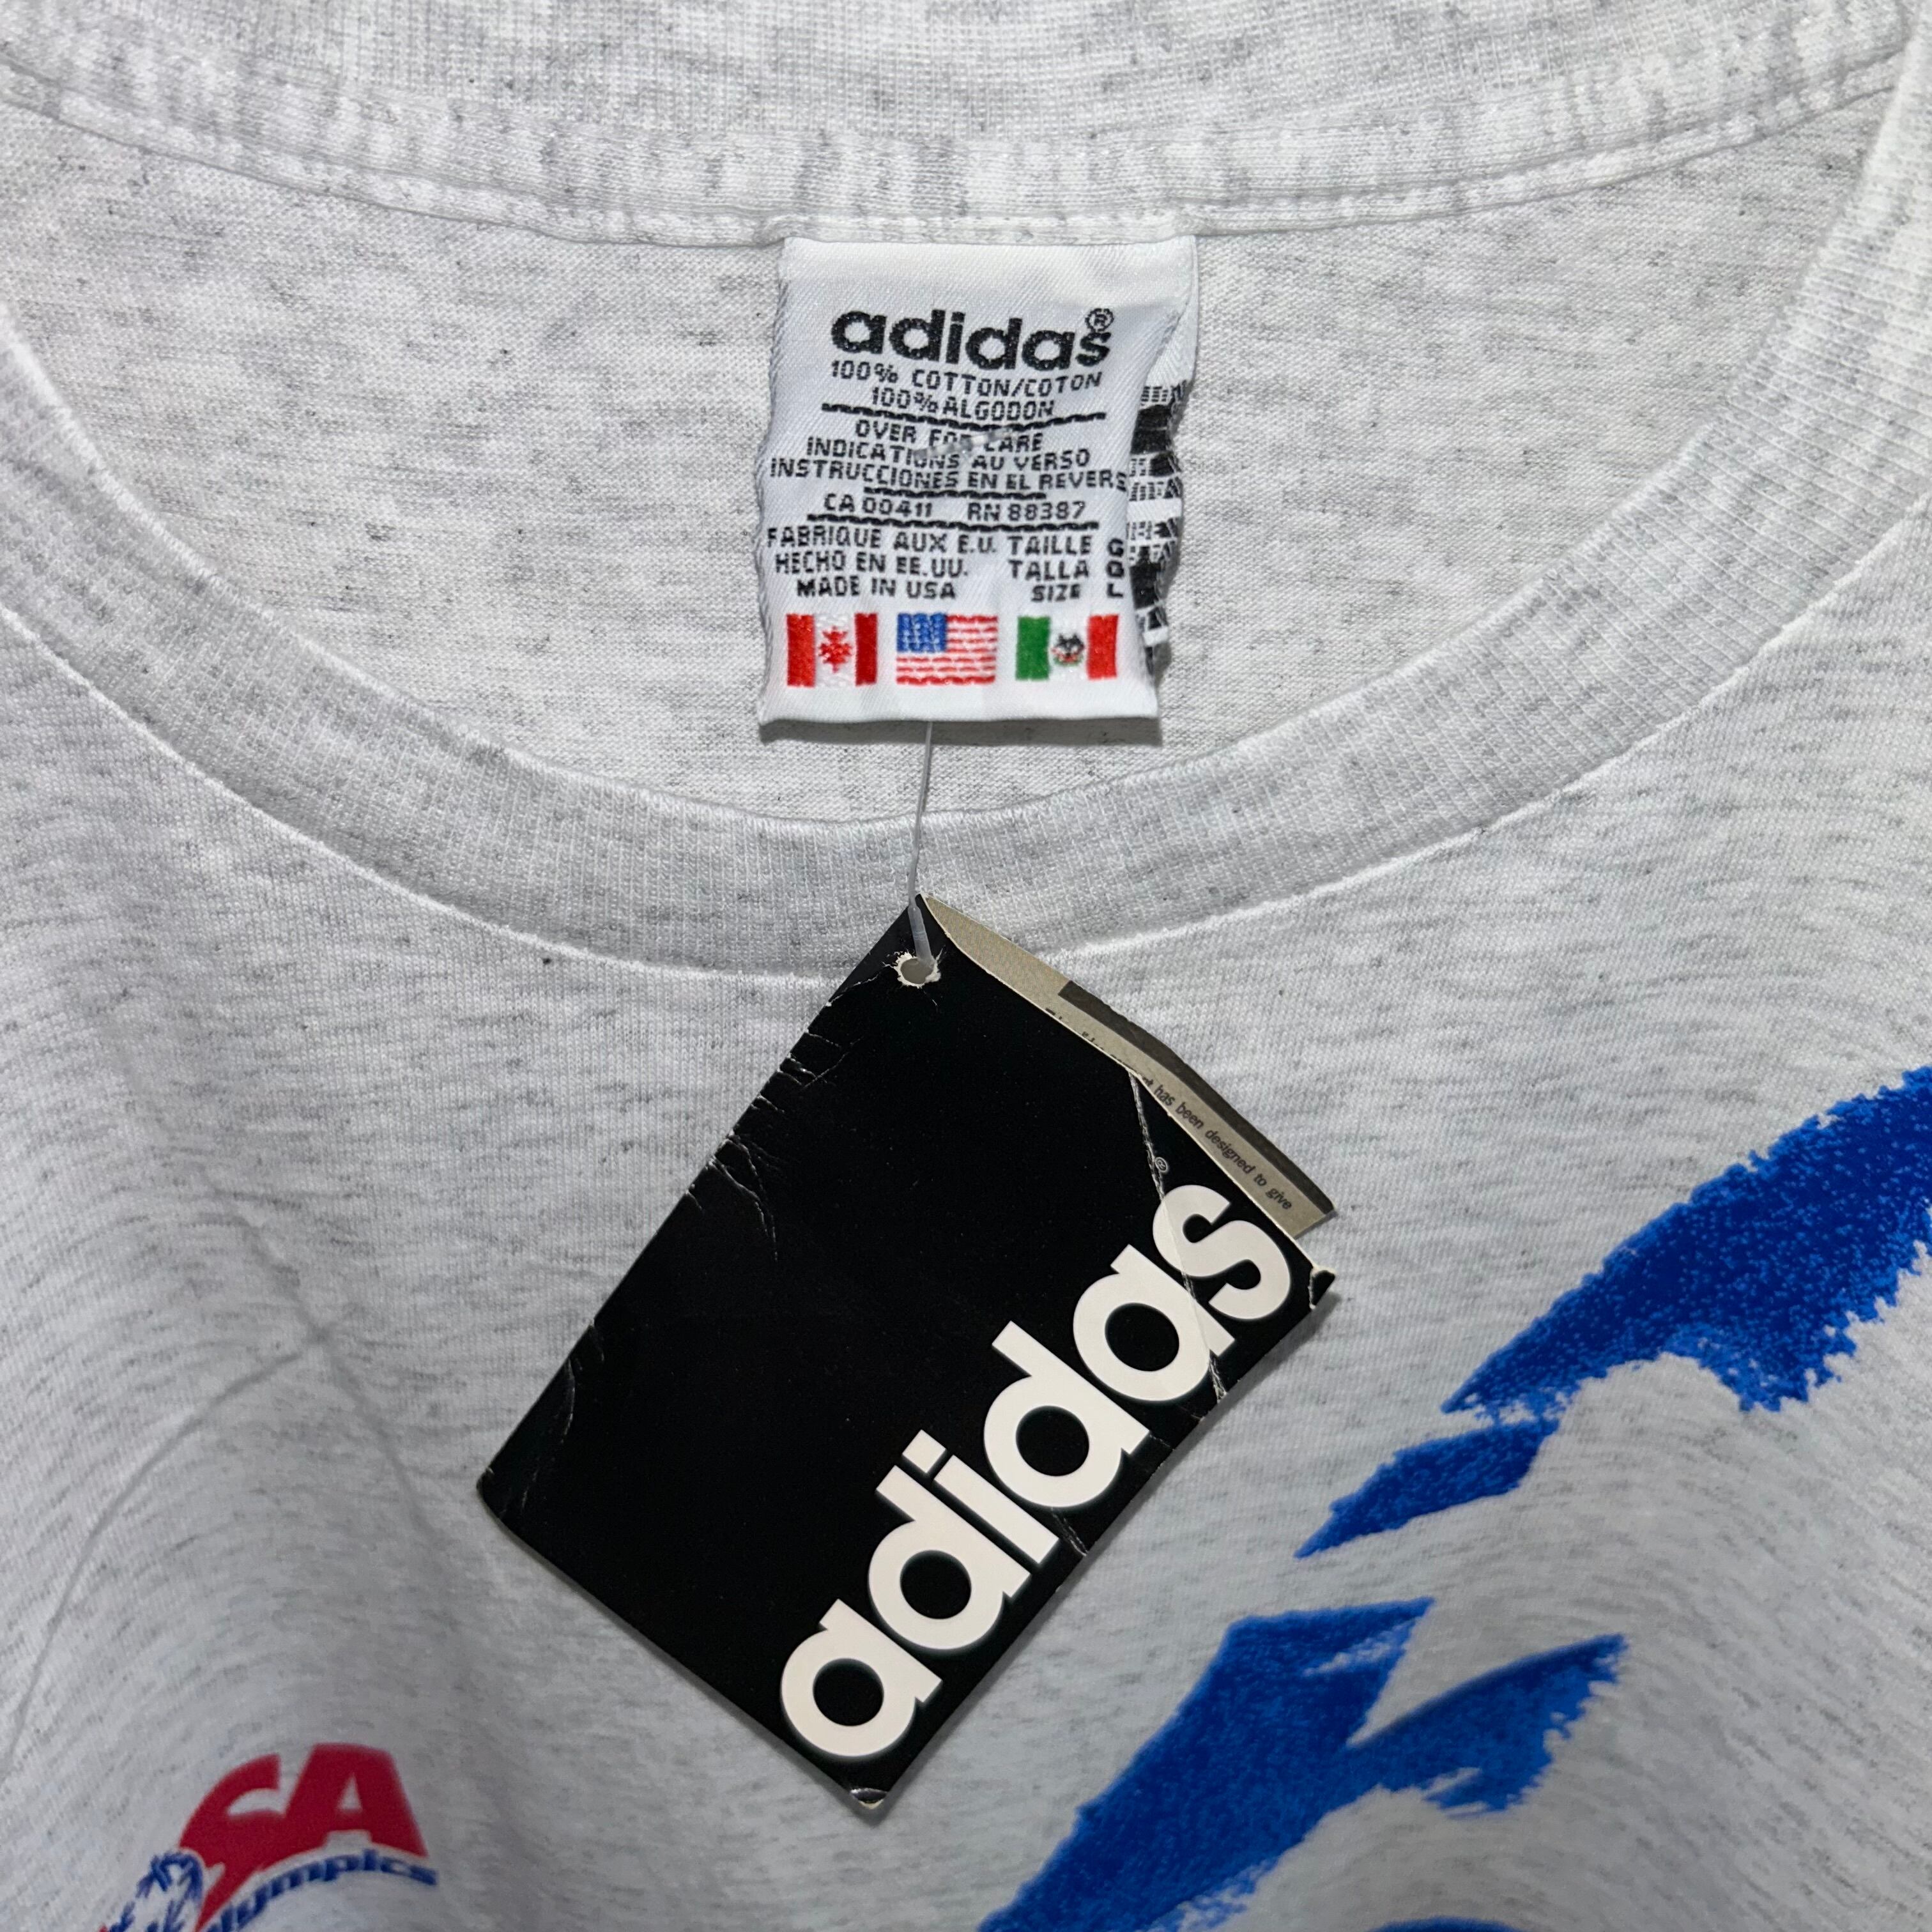 adidas®
100% COTTON/COTON
100% ALGODON
OVER FOR CARE
INDICATIONS AU VERSO
INSTRUCCIONES EN EL REVERS
CA 00411 RN 88387
FABRIQUE AUX E.U. TAILLE G
HECHO EN EE.UU. TALLA G
MADE IN USA SIZE L
has been designed to give
adidas®
SA
olympics